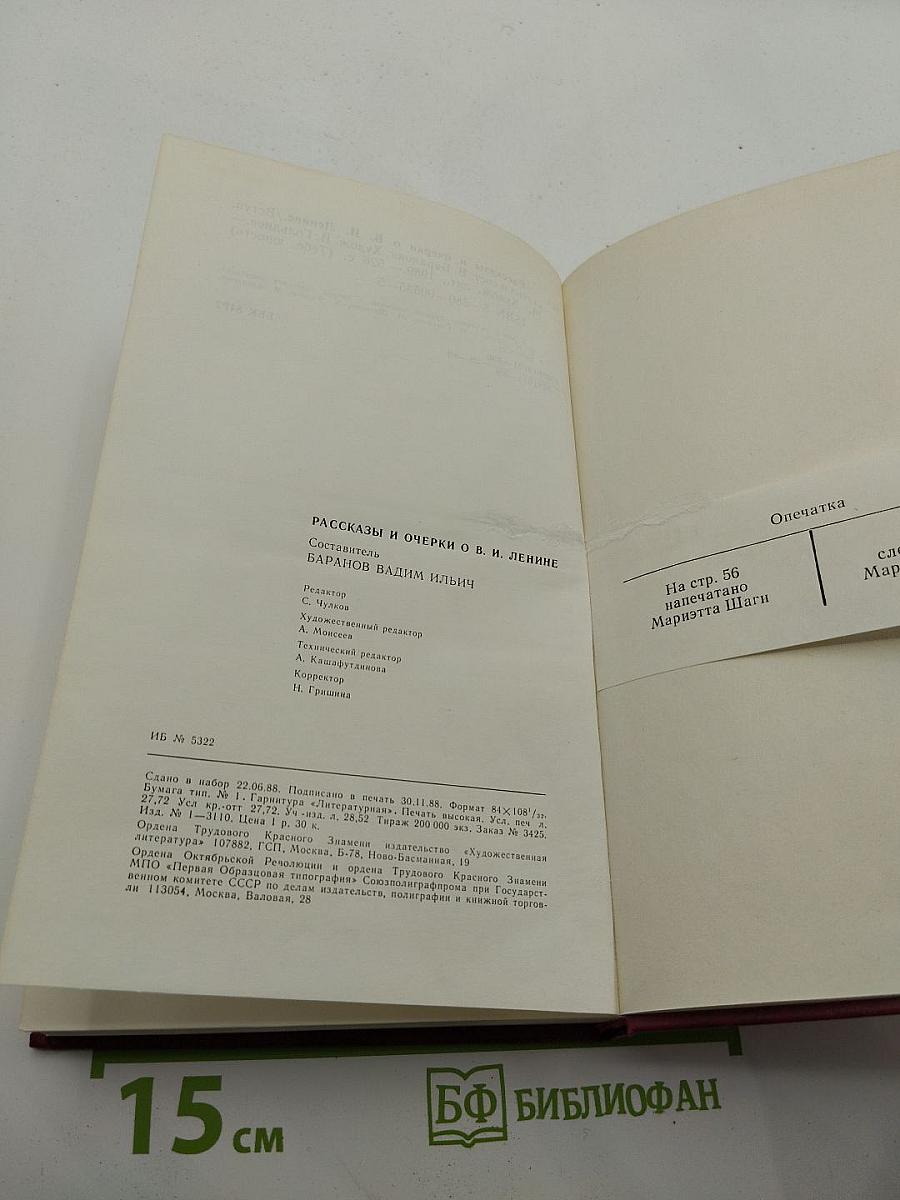 РАССКАЗЫ И ОЧЕРКИ О В. И. ЛЕНИНЕ
Составитель
БАРАНОВ ВАДИМ ИЛЬИЧ
Редактор
С. Чулков
Художественный редактор
А. Моисеев
Технический редактор
А. Кашафутдинова
Корректор
Н. Гришина
ИБ № 5322
Сдано в набор 22.06.88. Подписано в печать 30.11.88. Формат 84×108¹/₃₂.
Бумага тип. № 1. Гарнитура «Литературная». Печать высокая. Усл. печ л.
27,72 Усл кр.-отт 27,72. Уч -изд. л. 28,52 Тираж 200 000 экз. Заказ № 3425.
Изд. № 1—3110. Цена 1 р. 30 к.
Ордена Трудового Красного Знамени издательство «Художественная
литература» 107882, ГСП, Москва, Б-78, Ново-Басманная, 19
Ордена Октябрьской Революции и ордена Трудового Красного Знамени
МПО «Первая Образцовая типография» Союзполиграфпрома при Государст-
венном комитете СССР по делам издательств, полиграфии и книжной торгов-
ли 113054, Москва, Валовая, 28
Опечатка
На стр. 56
напечатано
Мариэтта Шагн
сле
Мар
15 см
БФ БИБЛИОФАН